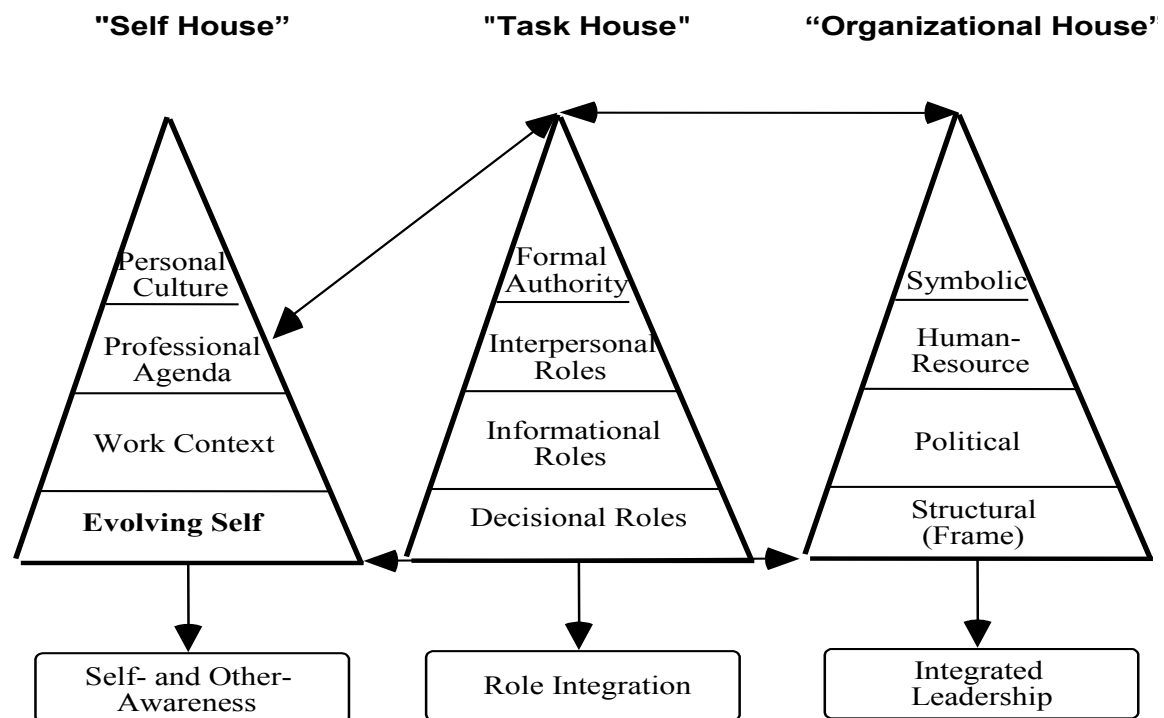 "Self House”
"Task House"
“Organizational House”
Personal
Culture
Professional
Agenda
Work Context
Evolving Self
Self- and Other-
Awareness
Formal
Authority
Interpersonal
Roles
Informational
Roles
Decisional Roles
Role Integration
Symbolic
Human-
Resource
Political
Structural
(Frame)
Integrated
Leadership